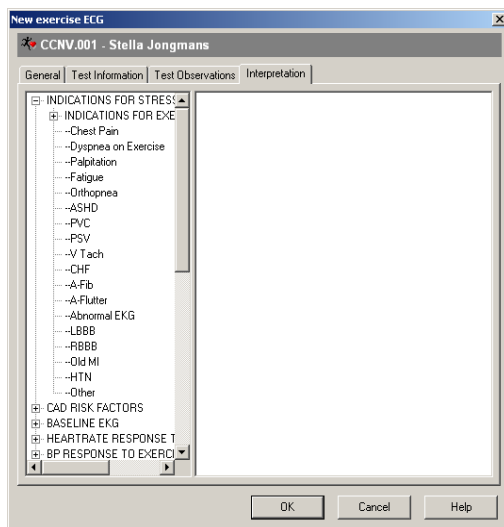 New exercise ECG
CCNV.001 - Stella Jongmans
General Test Information Test Observations Interpretation
INDICATIONS FOR STRESS
INDICATIONS FOR EXE
--Chest Pain
--Dyspnea on Exercise
--Palpitation
--Fatigue
--Orthopnea
--ASHD
--PVC
--PSV
--V Tach
--CHF
--A-Fib
--A-Flutter
--Abnormal EKG
--LBBB
--RBBB
--Old MI
--HTN
--Other
CAD RISK FACTORS
BASELINE EKG
HEARTRATE RESPONSE T
BP RESPONSE TO EXERCI
OK Cancel Help